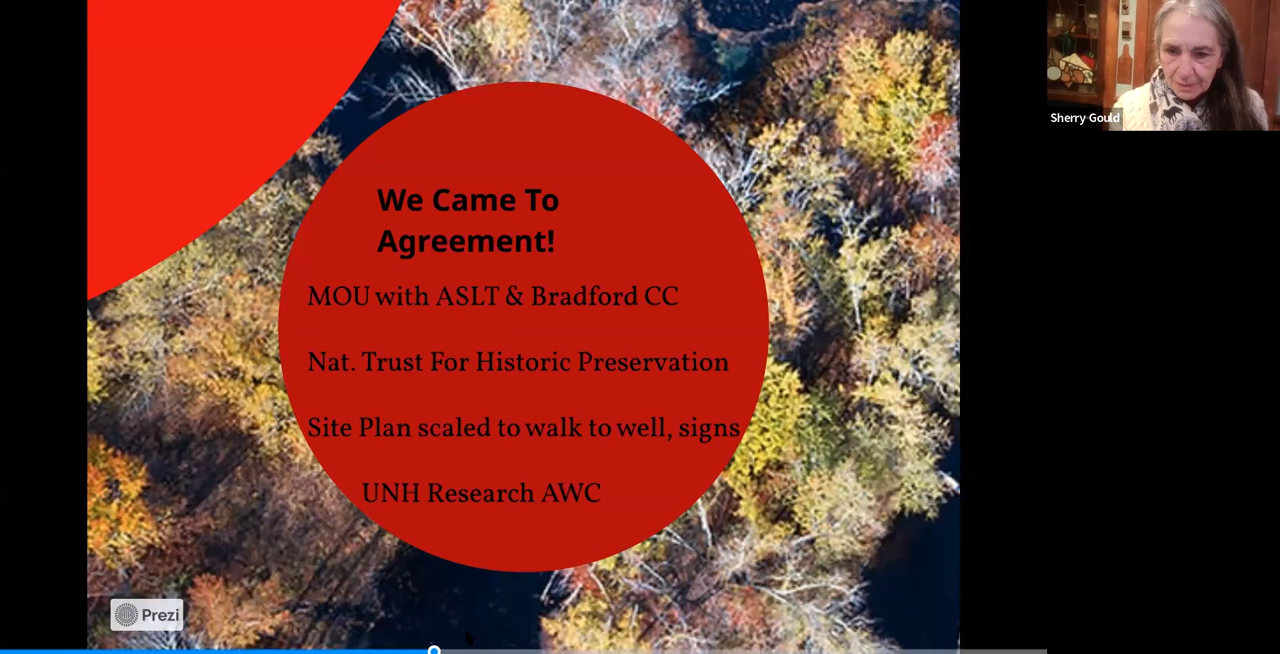 We Came To
Agreement!
MOU with ASLT & Bradford CC
Nat. Trust For Historic Preservation
Site Plan scaled to walk to well, signs
UNH Research AWC
Sherry Gould
Prezi